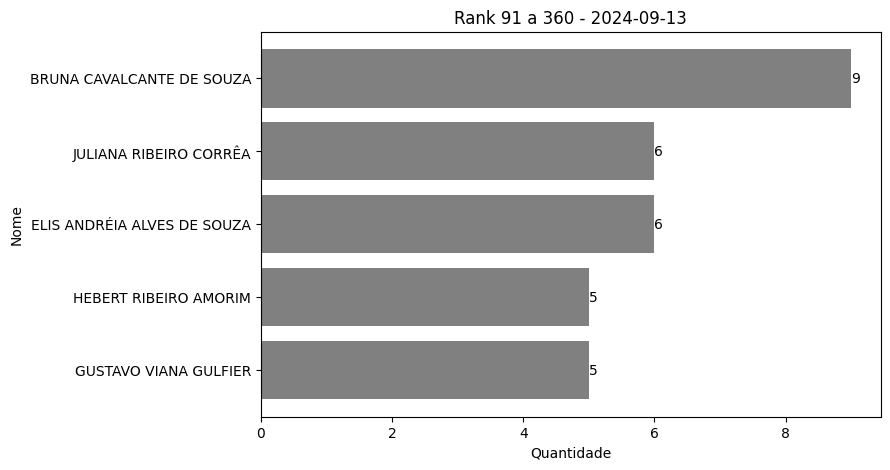 Rank 91 a 360 - 2024-09-13
Nome
BRUNA CAVALCANTE DE SOUZA
9
JULIANA RIBEIRO CORRÊA
6
ELIS ANDRÉIA ALVES DE SOUZA
6
HEBERT RIBEIRO AMORIM
5
GUSTAVO VIANA GULFIER
5
0 2 4 6 8
Quantidade